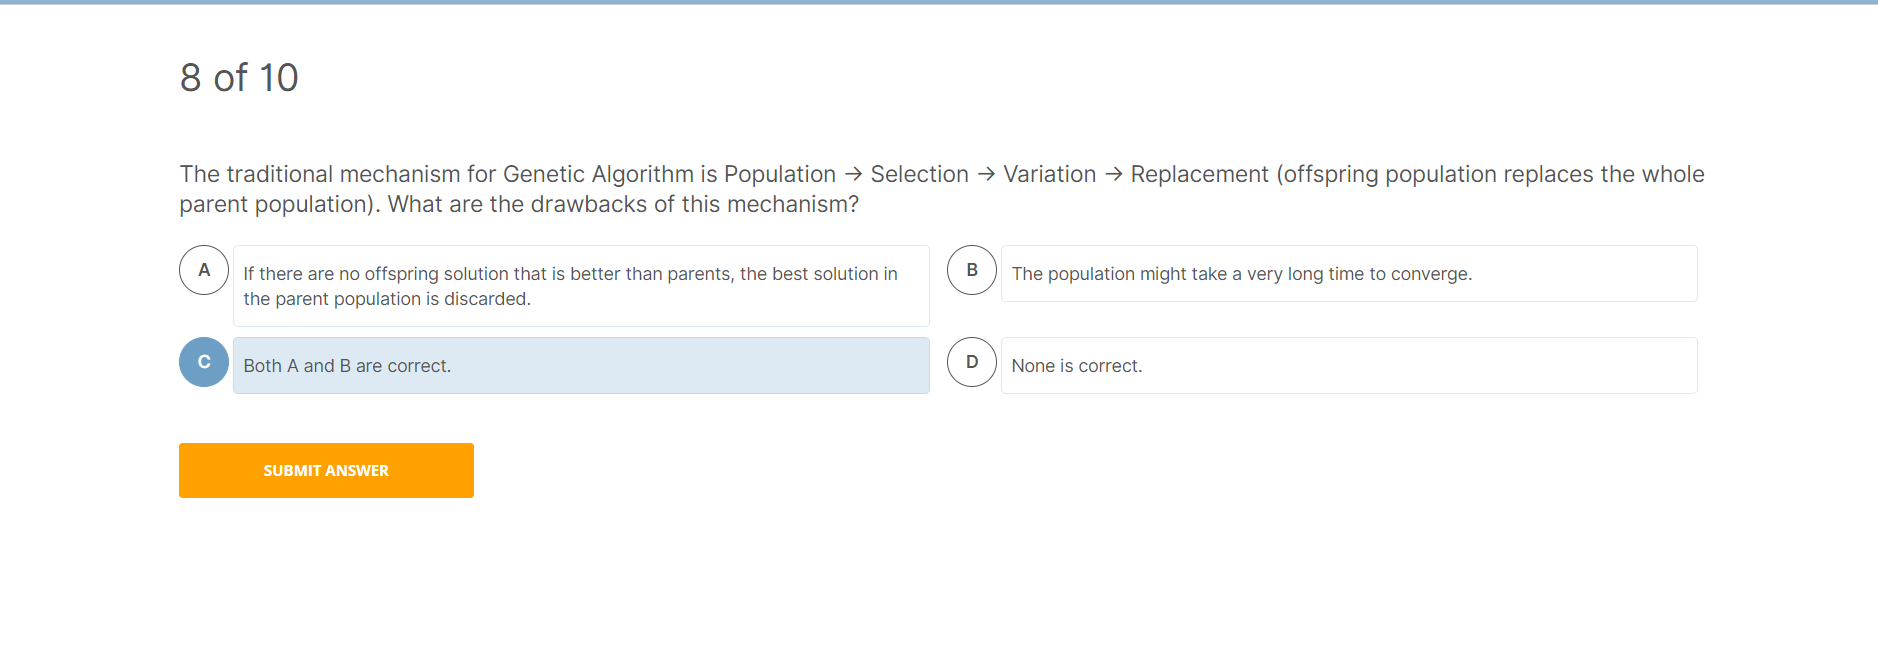 8 of 10
The traditional mechanism for Genetic Algorithm is Population → Selection → Variation → Replacement (offspring population replaces the whole
parent population). What are the drawbacks of this mechanism?
A
If there are no offspring solution that is better than parents, the best solution in
the parent population is discarded.
B
The population might take a very long time to converge.
C
Both A and B are correct.
D
None is correct.
SUBMIT ANSWER